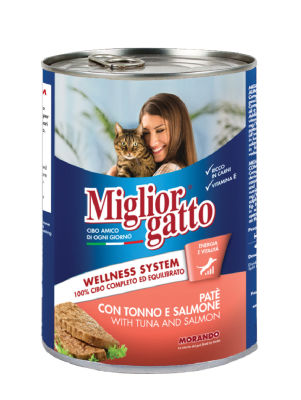 RICCO
IN CARNI
VITAMINA E
Miglior
gatto
CIBO AMICO
DI OGNI GIORNO
ENERGIA
E VITALITÀ
WELLNESS SYSTEM
100% CIBO COMPLETO ED EQUILIBRATO
PATÈ
CON TONNO E SALMONE
WITH TUNA AND SALMON
MORANDO